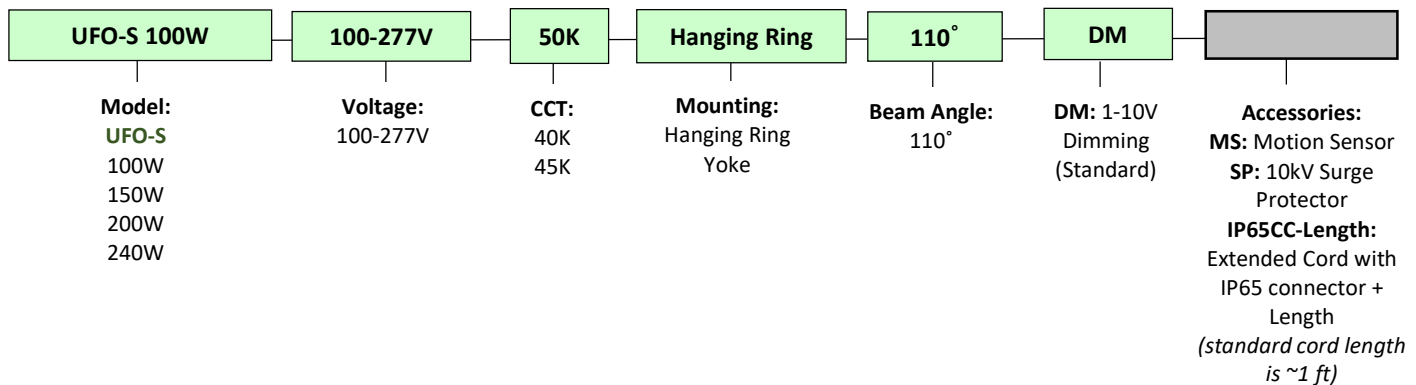 UFO-S 100W
100-277V
50K
Hanging Ring
110˚
DM
Model:
UFO-S
100W
150W
200W
240W
Voltage:
100-277V
CCT:
40K
45K
Mounting:
Hanging Ring
Yoke
Beam Angle:
110˚
DM: 1-10V
Dimming
(Standard)
Accessories:
MS: Motion Sensor
SP: 10kV Surge
Protector
IP65CC-Length:
Extended Cord with
IP65 connector +
Length
(standard cord length
is ~1 ft)